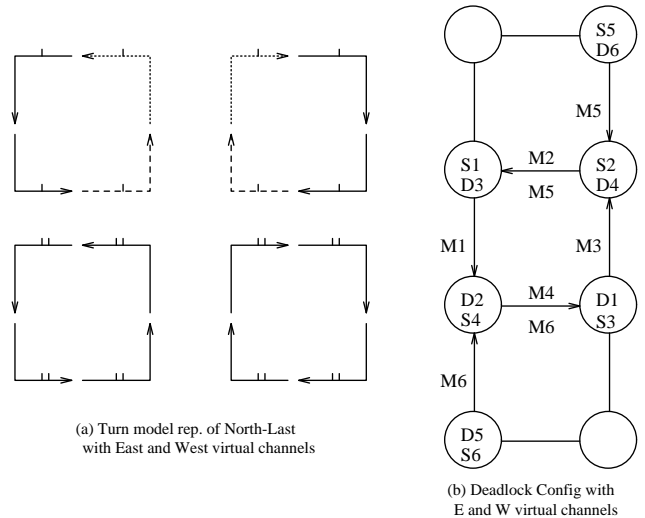 S5
D6
M5
S1
D3
M2
M5
S2
D4
M1
M3
D2
S4
M4
M6
D1
S3
M6
D5
S6
(a) Turn model rep. of North-Last
with East and West virtual channels
(b) Deadlock Config with
E and W virtual channels